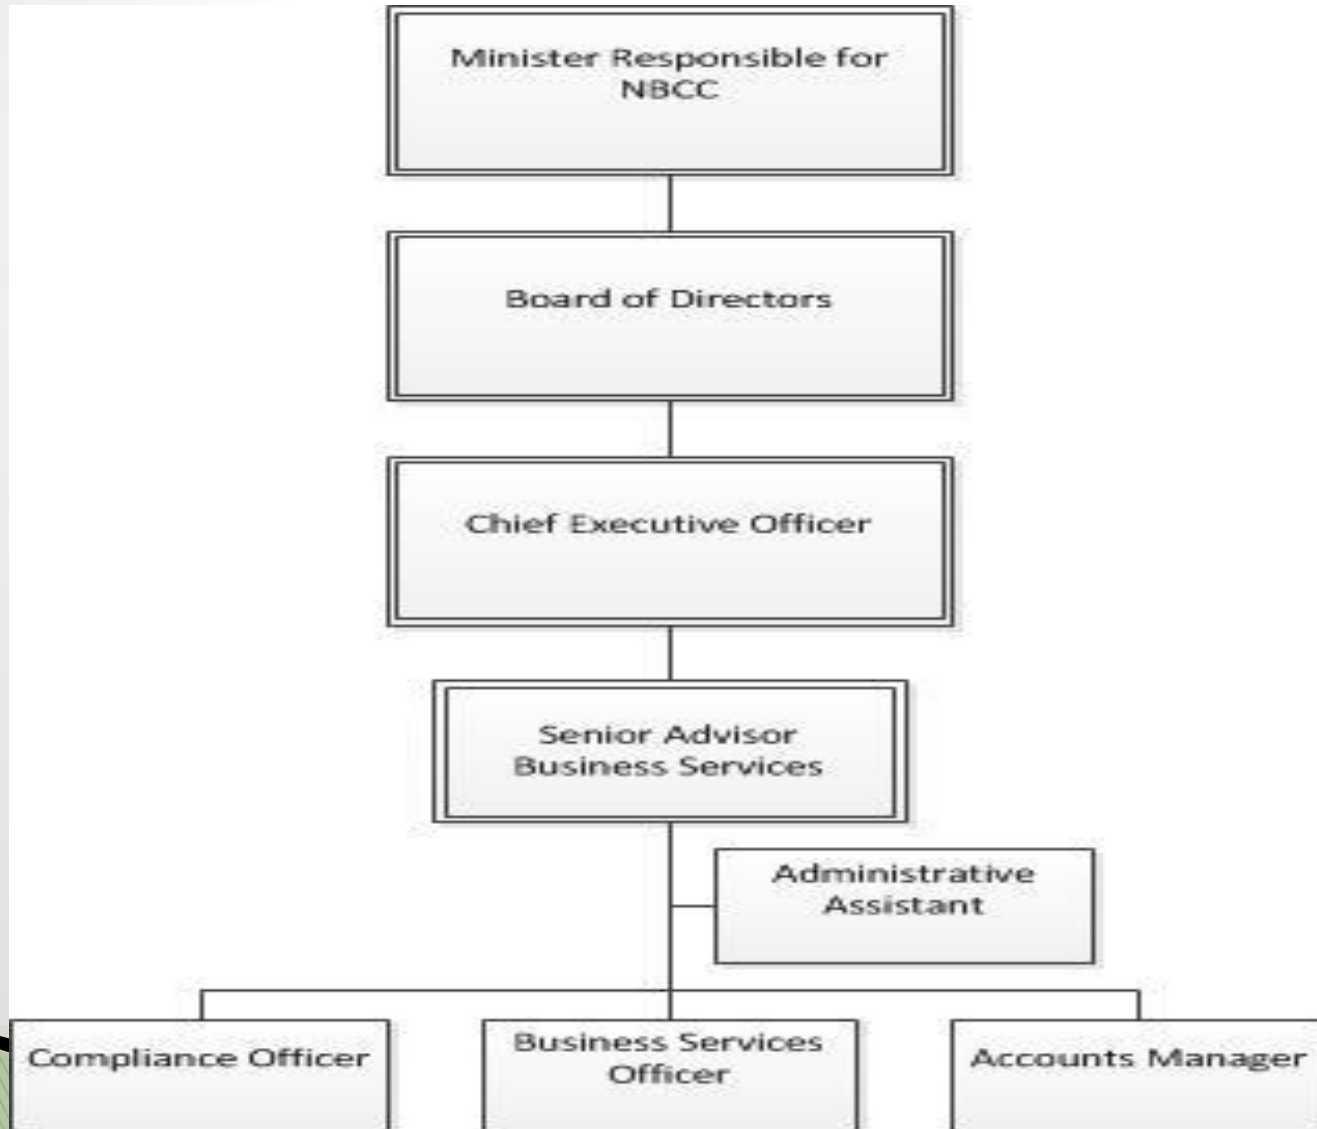 Minister Responsible for
NBCC
Board of Directors
Chief Executive Officer
Senior Advisor
Business Services
Administrative
Assistant
Compliance Officer
Business Services
Officer
Accounts Manager